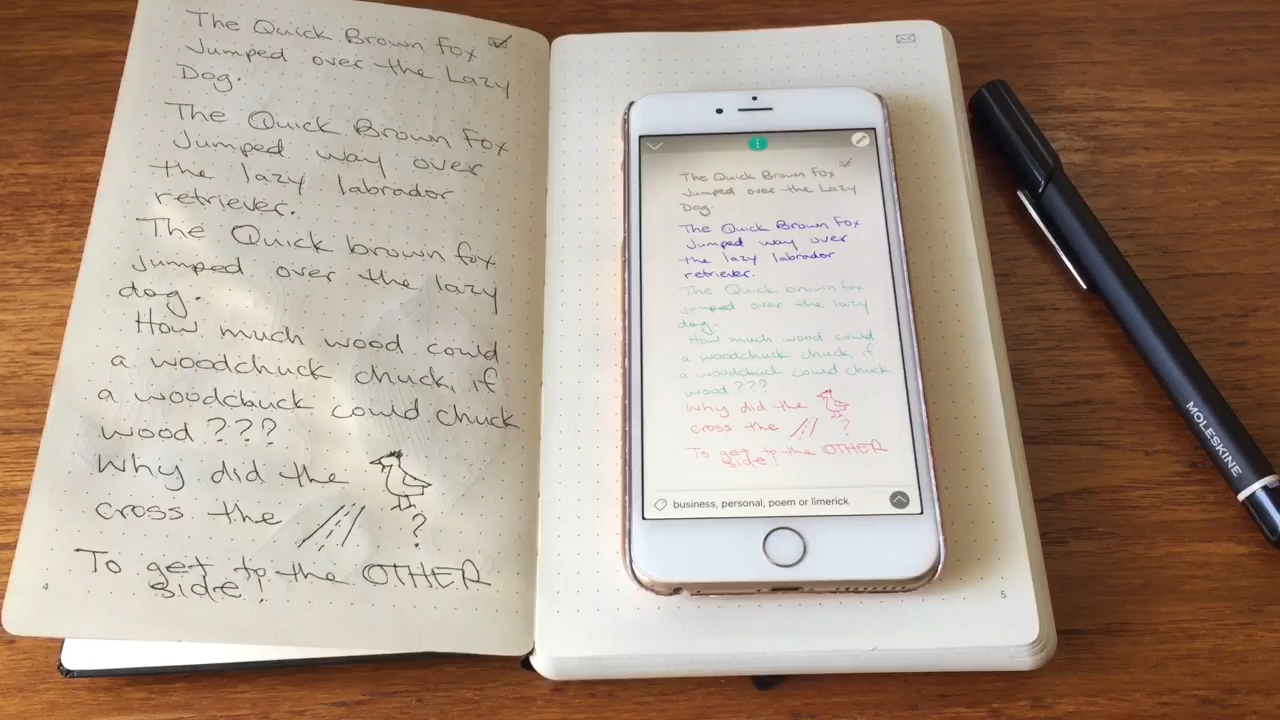 The Quick Brown Fox
Jumped over the Lazy
Dog.
The Quick Brown Fox
Jumped way over
the lazy labrador
retriever.
The Quick brown fox
jumped over the lazy
dog.
How much wood could
a woodchuck chuck, if
a woodchuck could chuck
wood ???
Why did the
cross the
?
To get to the OTHER
side!
4
The Quick Brown Fox
Jumped over the Lazy
Dog.
The Quick Brown Fox
Jumped way over
the lazy labrador
retriever.
The Quick brown fox
jumped over the lazy
dog.
How much wood could
a woodchuck chuck, if
a woodchuck could chuck
wood ???
Why did the
cross the
?
To get to the OTHER
side!
business, personal, poem or limerick
5
MOLESKINE